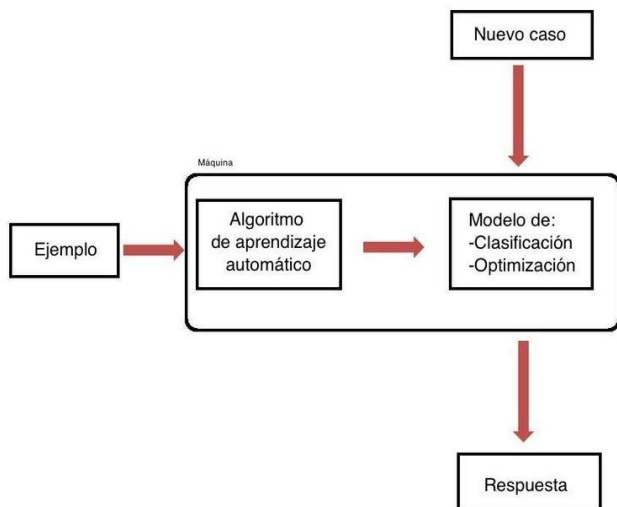 Nuevo caso
Máquina
Ejemplo
Algoritmo
de aprendizaje
automático
Modelo de:
-Clasificación
-Optimización
Respuesta